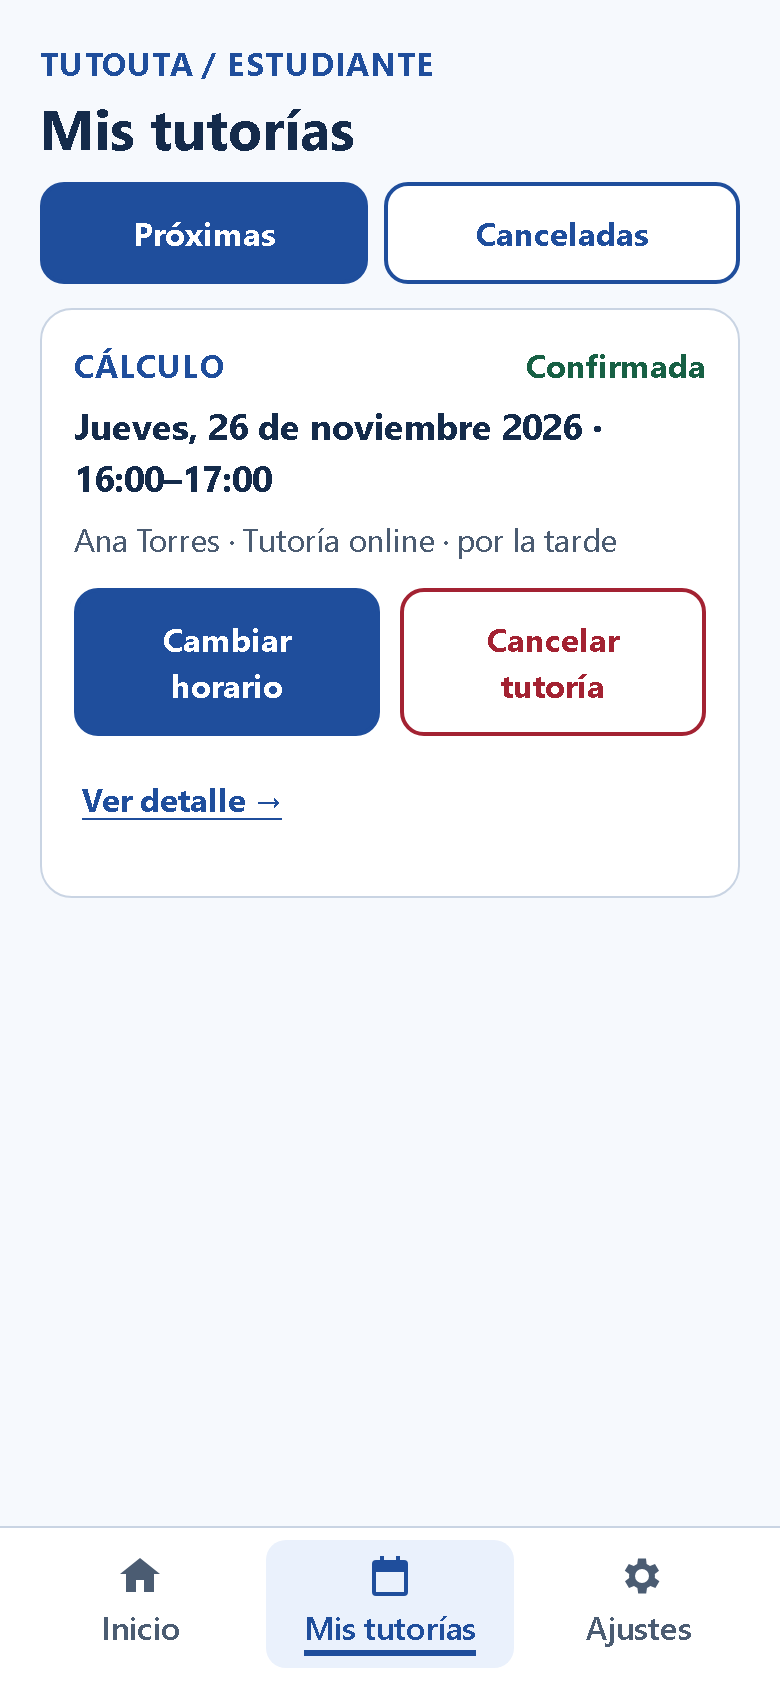 TUTOUTA / ESTUDIANTE
Mis tutorías
Próximas
Canceladas
CÁLCULO
Confirmada
Jueves, 26 de noviembre 2026 ·
16:00–17:00
Ana Torres · Tutoría online · por la tarde
Cambiar
horario
Cancelar
tutoría
Ver detalle →
Inicio
Mis tutorías
Ajustes